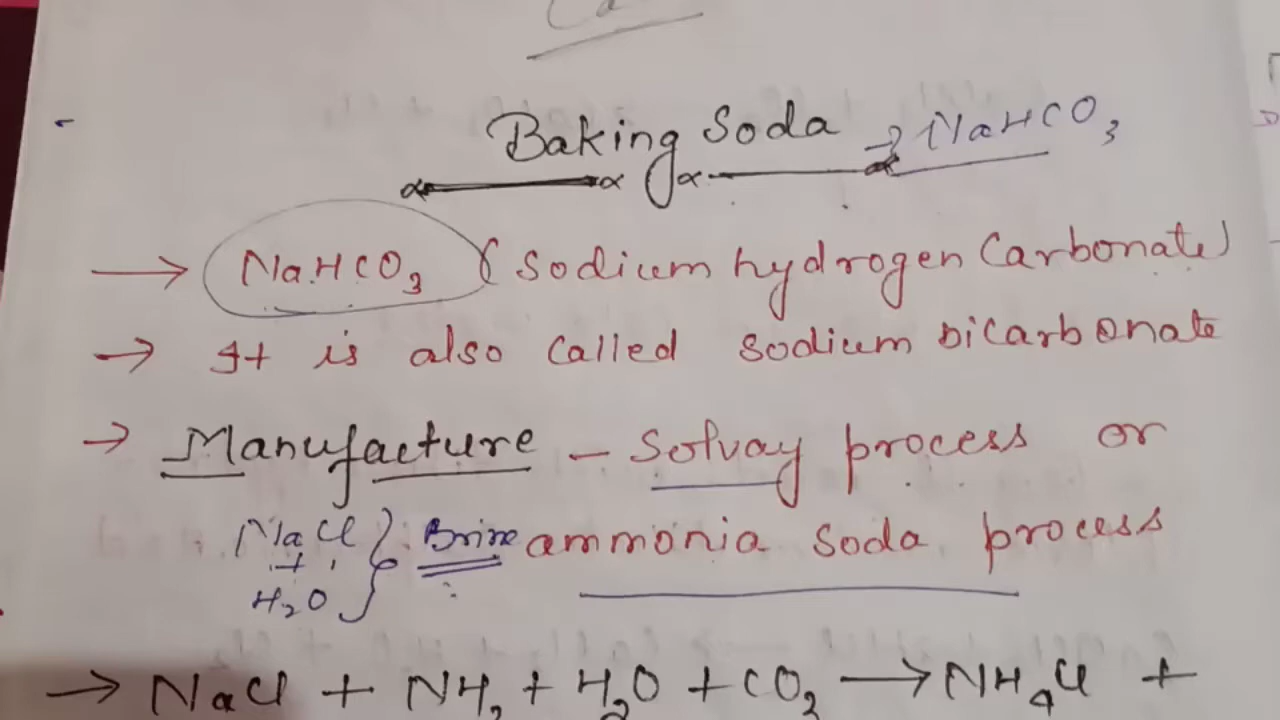 Baking Soda → NaHCO₃
→ NaHCO₃ (Sodium hydrogen Carbonate)
→ It is also called sodium bicarbonate
→ Manufacture – Solvay process or
NaCl + H₂O } Brine ammonia soda process
→ NaCl + NH₃ + H₂O + CO₂ → NH₄Cl +